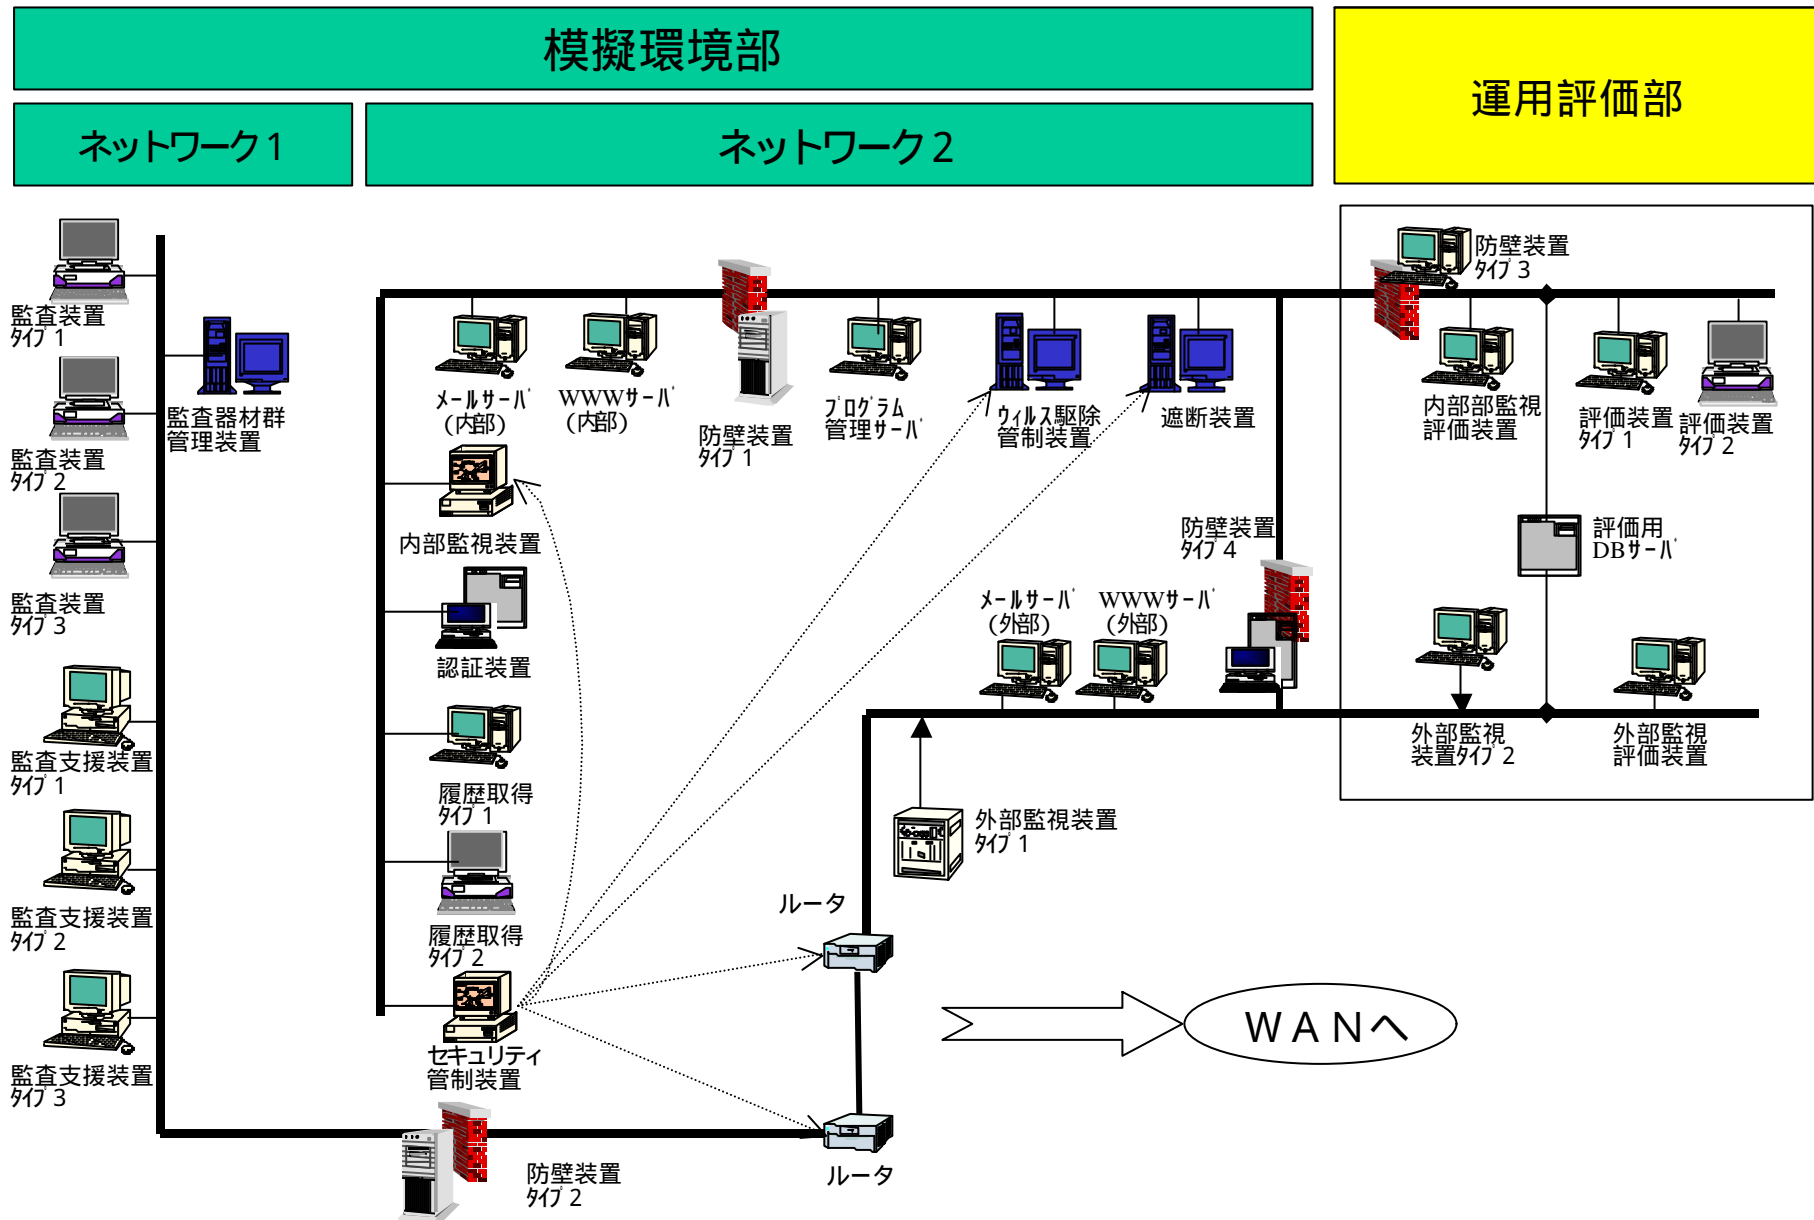 模擬環境部
運用評価部
ネットワーク1
ネットワーク2
監査装置
ﾀｲﾌﾟ1
監査器材群
管理装置
監査装置
ﾀｲﾌﾟ2
監査装置
ﾀｲﾌﾟ3
監査支援装置
ﾀｲﾌﾟ1
監査支援装置
ﾀｲﾌﾟ2
監査支援装置
ﾀｲﾌﾟ3
ﾒｰﾙｻｰﾊﾞ
(内部)
WWWｻｰﾊﾞ
(内部)
防壁装置
ﾀｲﾌﾟ1
ﾌﾟﾛｸﾞﾗﾑ
管理ｻｰﾊﾞ
ｳｨﾙｽ駆除
管制装置
遮断装置
内部監視装置
認証装置
履歴取得
ﾀｲﾌﾟ1
履歴取得
ﾀｲﾌﾟ2
セキュリティ
管制装置
防壁装置
ﾀｲﾌﾟ2
防壁装置
ﾀｲﾌﾟ4
ﾒｰﾙｻｰﾊﾞ
(外部)
WWWｻｰﾊﾞ
(外部)
外部監視装置
ﾀｲﾌﾟ1
ルータ
ルータ
WANへ
防壁装置
ﾀｲﾌﾟ3
内部部監視
評価装置
評価装置
ﾀｲﾌﾟ1
評価装置
ﾀｲﾌﾟ2
評価用
DBｻｰﾊﾞ
外部監視
装置ﾀｲﾌﾟ2
外部監視
評価装置